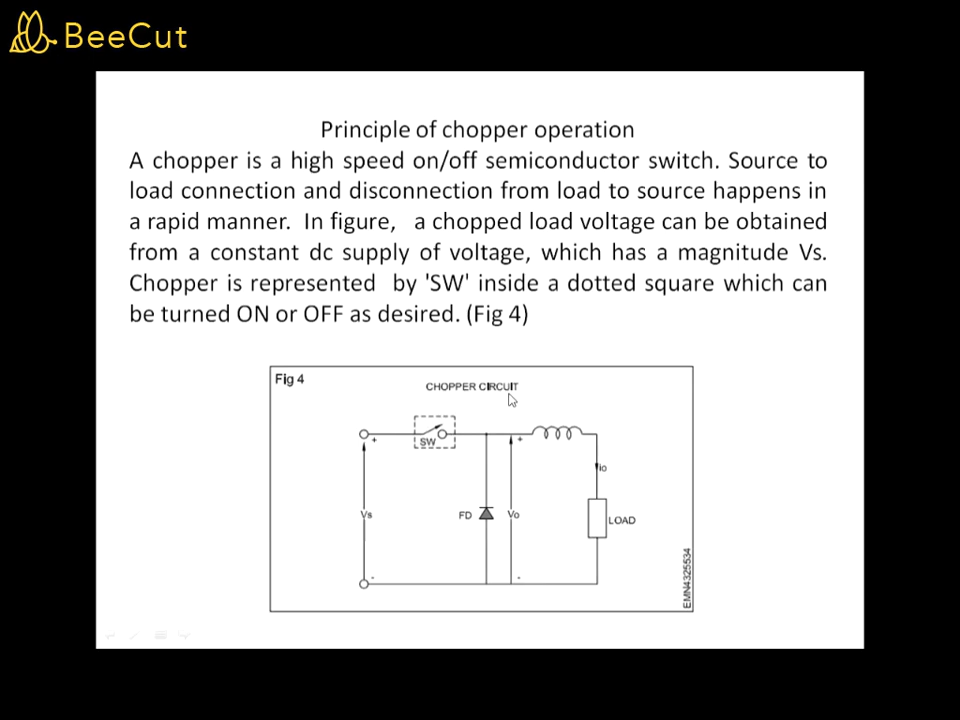 BeeCut
Principle of chopper operation
A chopper is a high speed on/off semiconductor switch. Source to
load connection and disconnection from load to source happens in
a rapid manner. In figure, a chopped load voltage can be obtained
from a constant dc supply of voltage, which has a magnitude Vs.
Chopper is represented by 'SW' inside a dotted square which can
be turned ON or OFF as desired. (Fig 4)
Fig 4
CHOPPER CIRCUIT
+
SW
+
io
Vs
FD
Vo
LOAD
-
-
EMN4325534